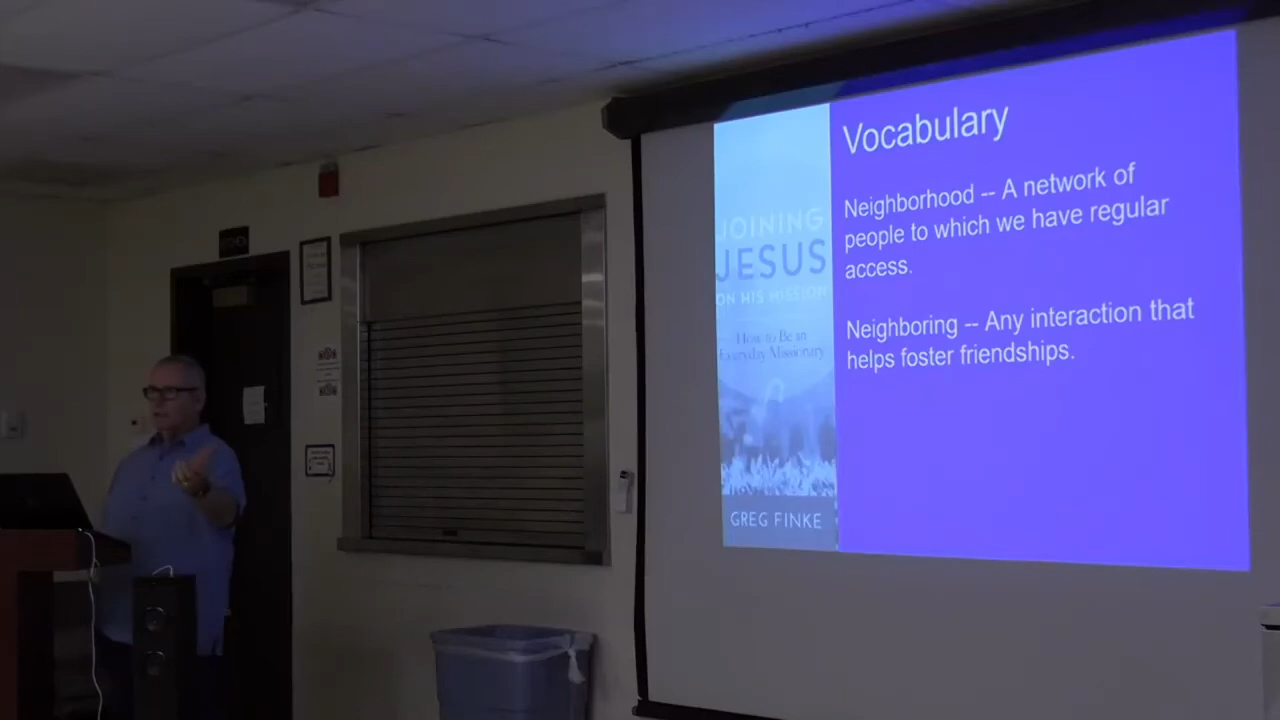 JOINING
JESUS
ON HIS MISSION
How to Be an
Everyday Missionary
GREG FINKE
Vocabulary
Neighborhood -- A network of
people to which we have regular
access.
Neighboring -- Any interaction that
helps foster friendships.